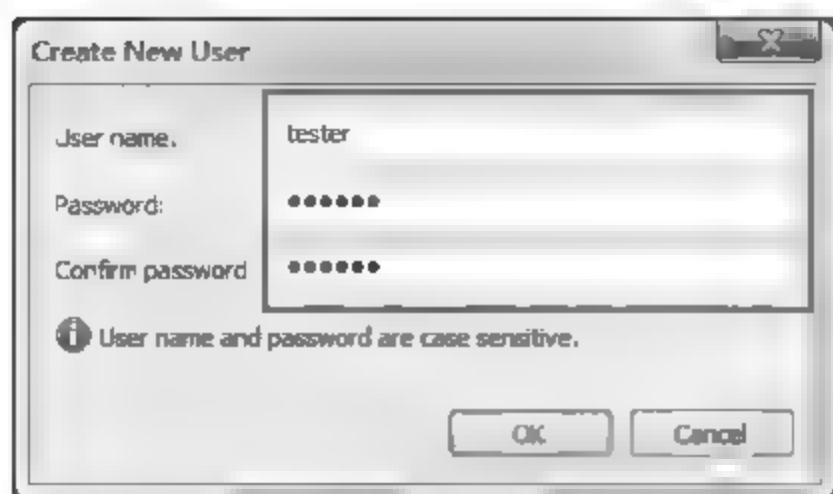 Create New User
User name.
tester
Password:
••••••
Confirm password
••••••
User name and password are case sensitive.
OK
Cancel